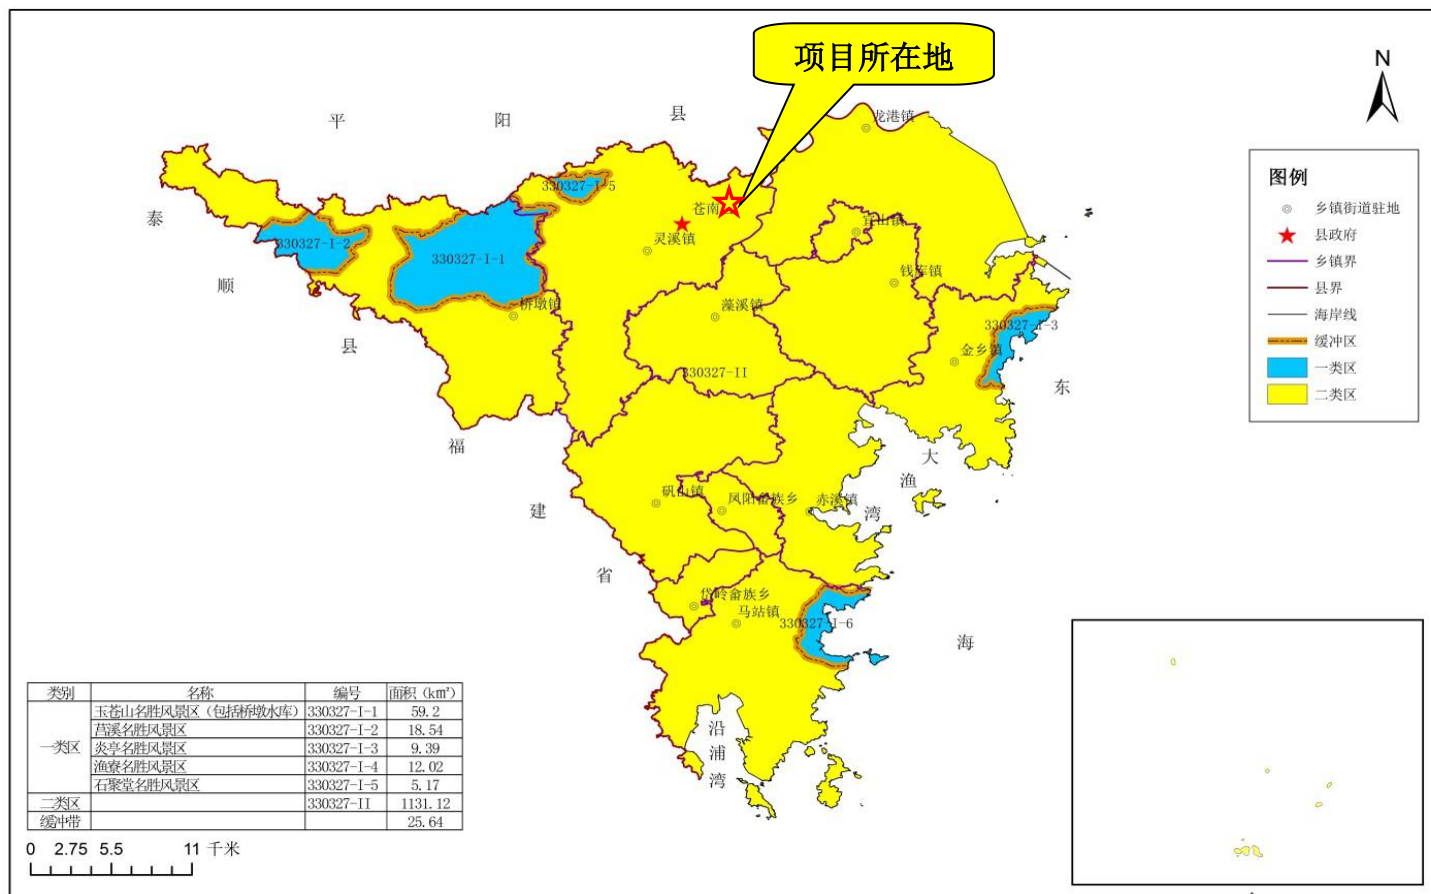 项目所在地
N
平
阳
县
龙港镇
330327-I-5
苍南
宜山镇
泰
330327-I-2
灵溪镇
330327-I-1
钱库镇
顺
桥墩镇
藻溪镇
330327-I-3
县
金乡镇
330327-II
东
福
大
渔
湾
矾山镇
凤阳畲族乡
赤溪镇
建
省
岱岭畲族乡
马站镇
330327-I-6
海
沿
浦
湾
图例
乡镇街道驻地
县政府
乡镇界
县界
海岸线
缓冲区
一类区
二类区
类别 名称 编号 面积（km²）
一类区 玉苍山名胜风景区（包括桥墩水库） 330327-I-1 59.2
莒溪名胜风景区 330327-I-2 18.54
炎亭名胜风景区 330327-I-3 9.39
渔寮名胜风景区 330327-I-4 12.02
石聚堂名胜风景区 330327-I-5 5.17
二类区 330327-II 1131.12
缓冲带 25.64
0 2.75 5.5 11 千米